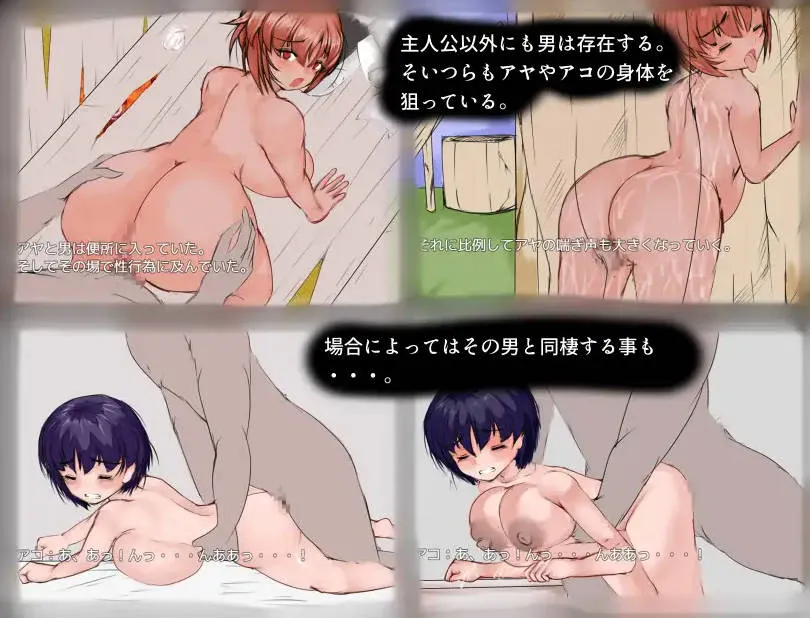 主人公以外にも男は存在する。
そいつらもアヤやアコの身体を
狙っている。
アヤと男は便所に入っていた。
そしてその場で性行為に及んでいた。
それに比例してアヤの喘ぎ声も大きくなっていく。
場合によってはその男と同棲する事も
・・・。
アコ：あ、あっ！んっ・・・んああっ・・・！
アコ：あ、あっ！んっ・・・んああっ・・・！